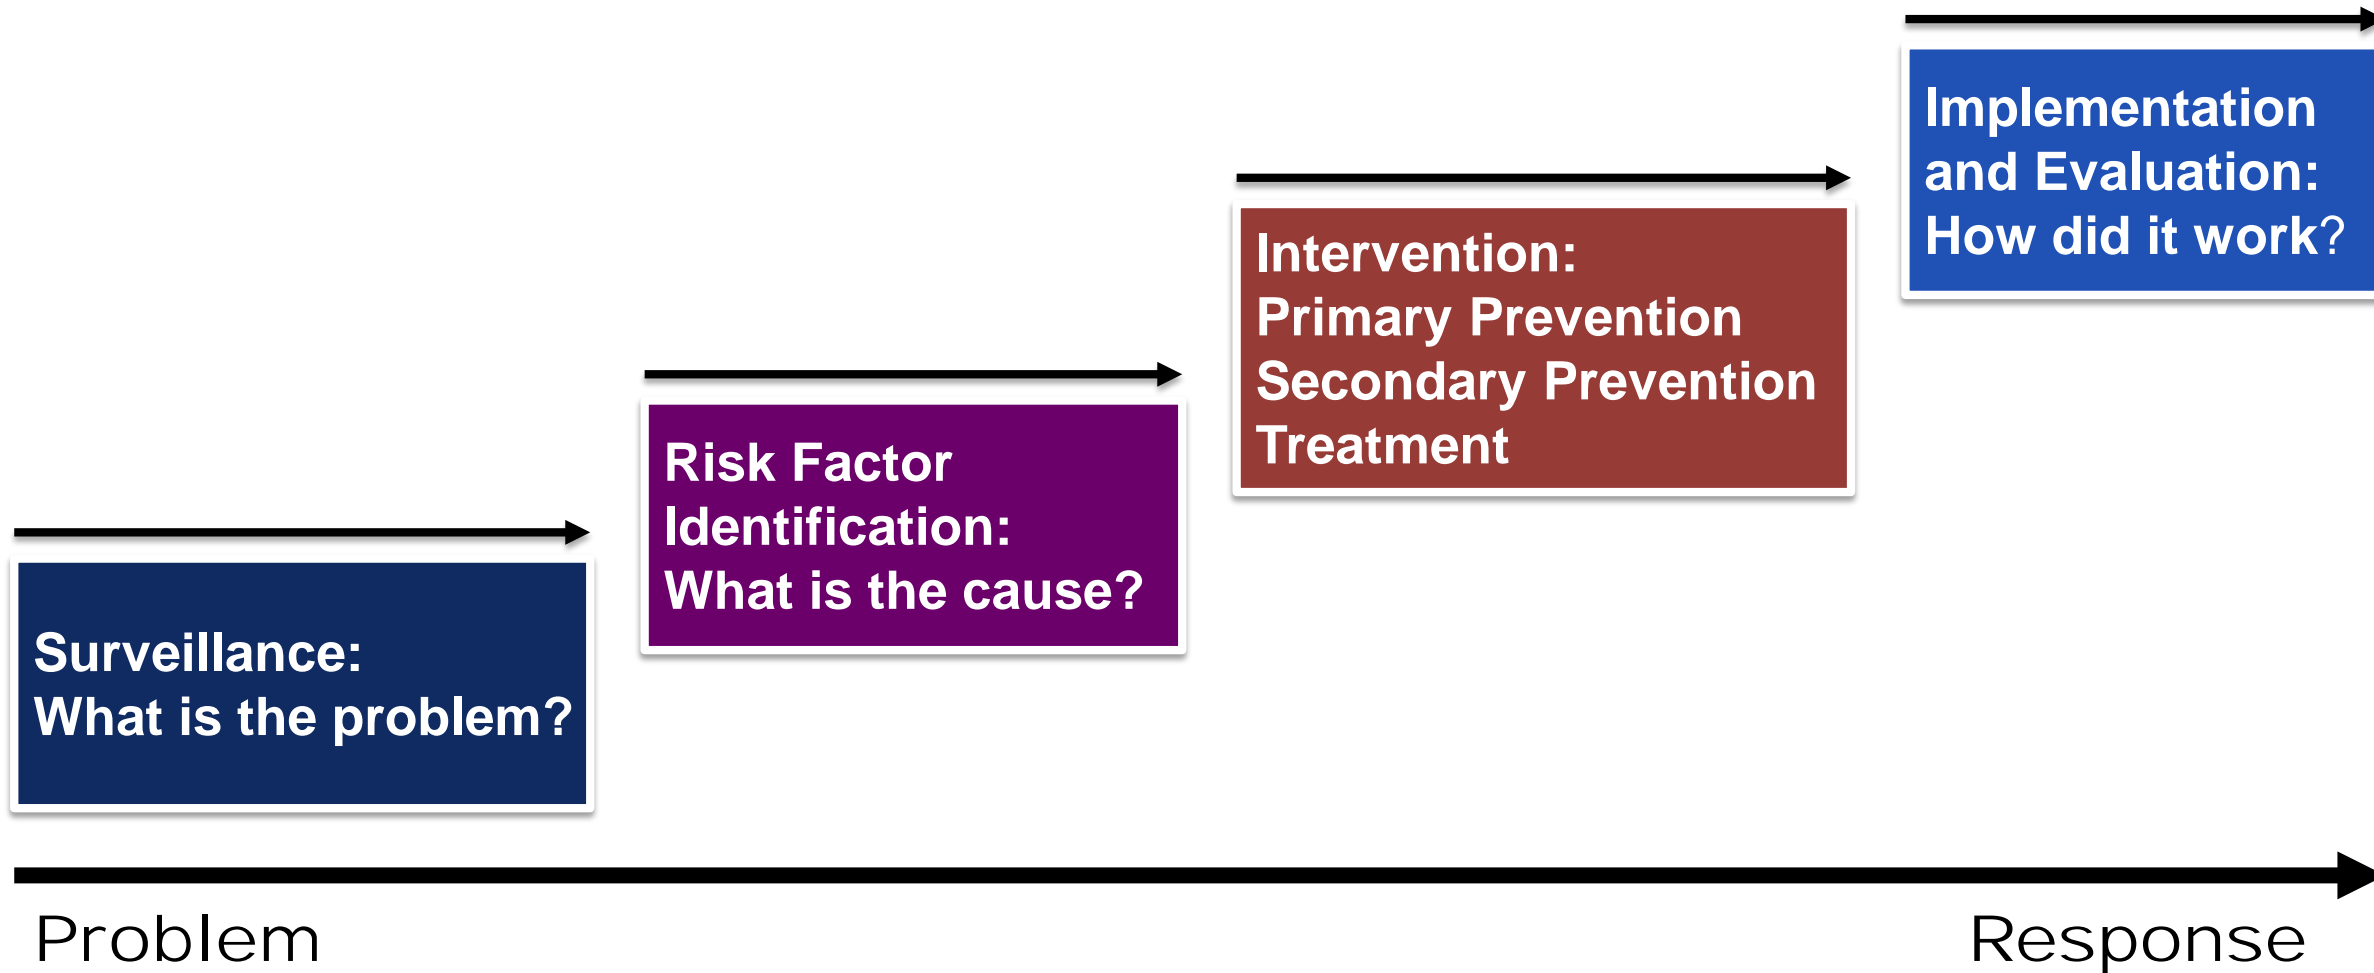 Surveillance:
What is the problem?
Risk Factor
Identification:
What is the cause?
Intervention:
Primary Prevention
Secondary Prevention
Treatment
Implementation
and Evaluation:
How did it work?
Problem
Response